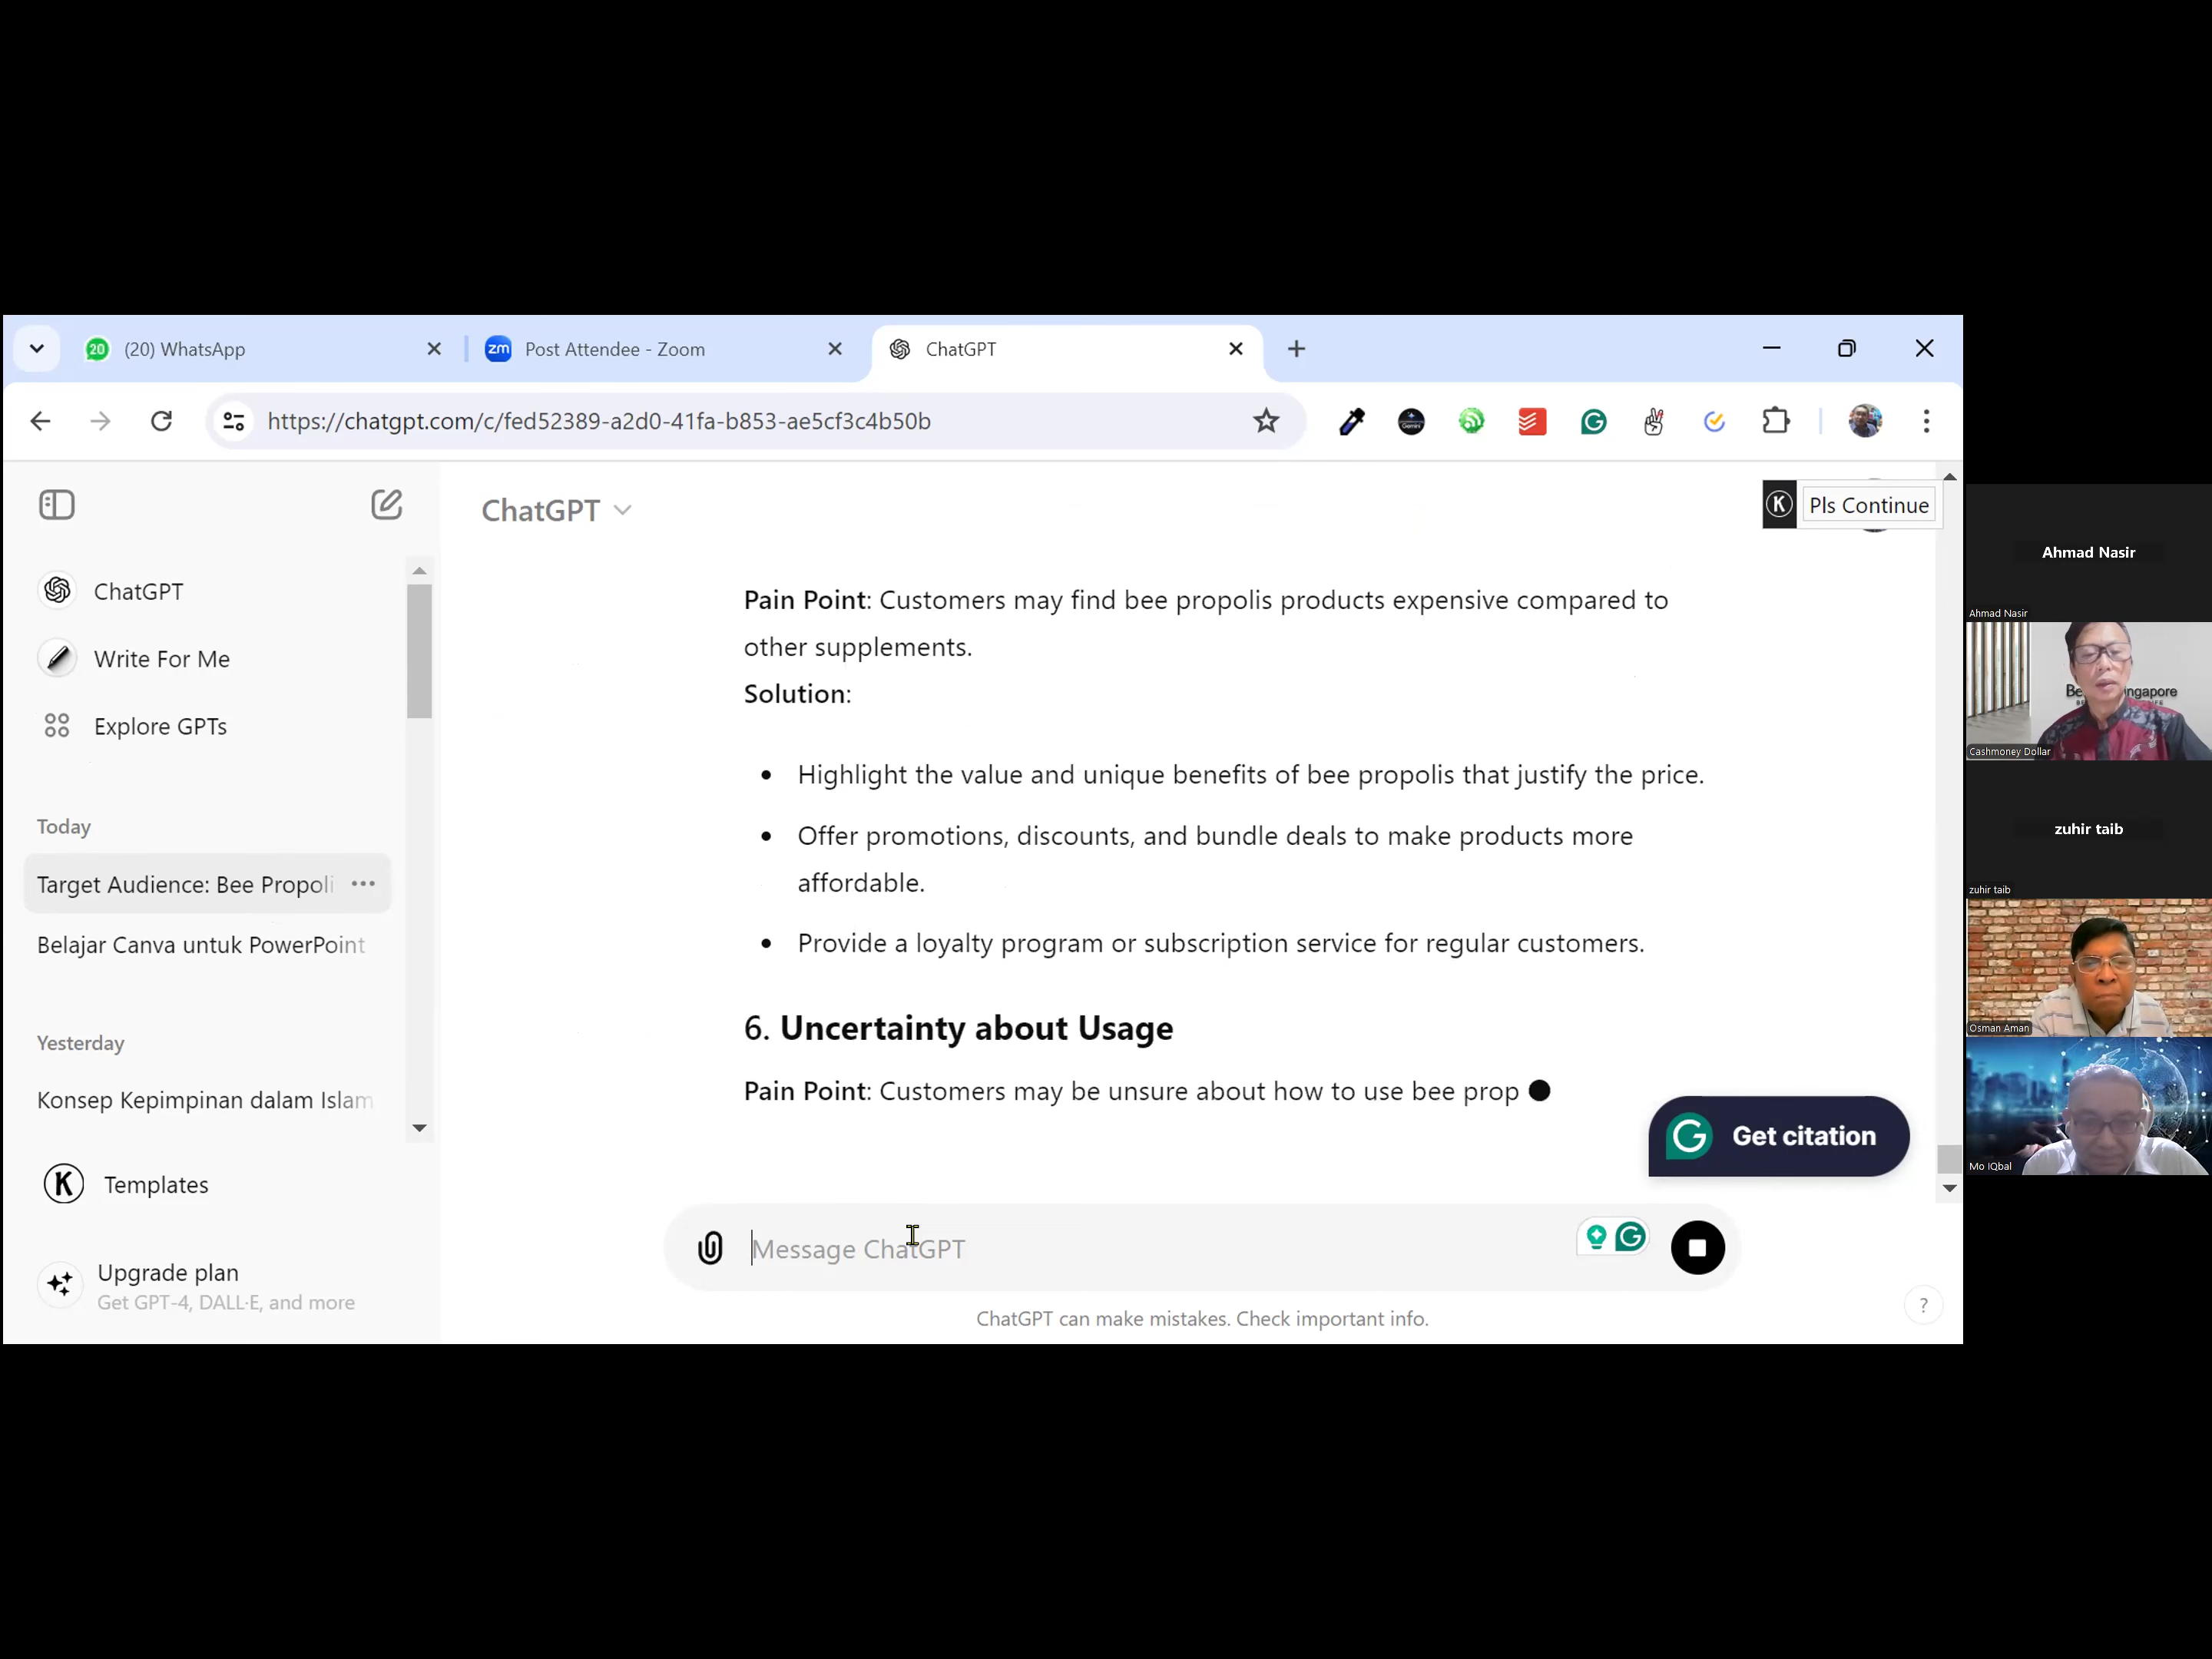 20
(20) WhatsApp
zm
Post Attendee - Zoom
ChatGPT
https://chatgpt.com/c/fed52389-a2d0-41fa-b853-ae5cf3c4b50b
ChatGPT
Write For Me
Explore GPTs
Today
Target Audience: Bee Propoli
Belajar Canva untuk PowerPoint
Yesterday
Konsep Kepimpinan dalam Islam
K Templates
Upgrade plan
Get GPT-4, DALL·E, and more
ChatGPT
K Pls Continue
Pain Point: Customers may find bee propolis products expensive compared to
other supplements.
Solution:
• Highlight the value and unique benefits of bee propolis that justify the price.
• Offer promotions, discounts, and bundle deals to make products more
affordable.
• Provide a loyalty program or subscription service for regular customers.
6. Uncertainty about Usage
Pain Point: Customers may be unsure about how to use bee prop
Get citation
Message ChatGPT
ChatGPT can make mistakes. Check important info.
?
Ahmad Nasir
Ahmad Nasir
Be
ngapore
Cashmoney Dollar
zuhir taib
zuhir taib
Osman Aman
Mo IQbal